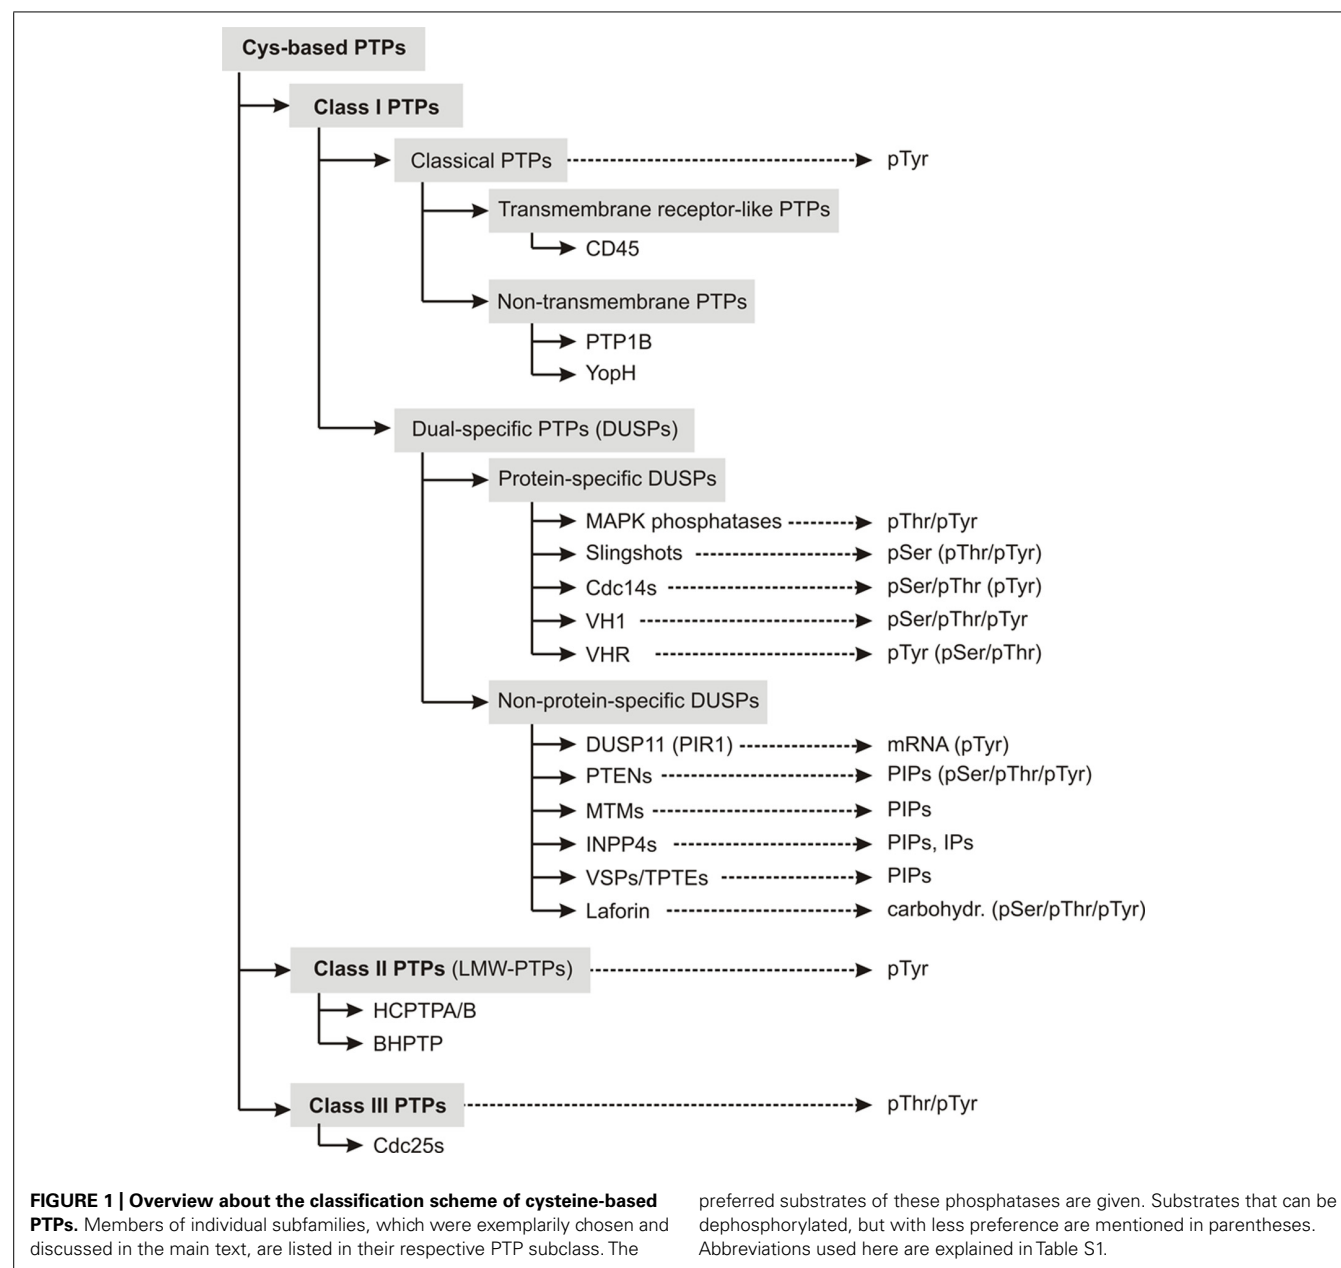 Cys-based PTPs
Class I PTPs
Classical PTPs pTyr
Transmembrane receptor-like PTPs
CD45
Non-transmembrane PTPs
PTP1B
YopH
Dual-specific PTPs (DUSPs)
Protein-specific DUSPs
MAPK phosphatases pThr/pTyr
Slingshots pSer (pThr/pTyr)
Cdc14s pSer/pThr (pTyr)
VH1 pSer/pThr/pTyr
VHR pTyr (pSer/pThr)
Non-protein-specific DUSPs
DUSP11 (PIR1) mRNA (pTyr)
PTENs PIPs (pSer/pThr/pTyr)
MTMs PIPs
INPP4s PIPs, IPs
VSPs/TPTEs PIPs
Laforin carbohydr. (pSer/pThr/pTyr)
Class II PTPs (LMW-PTPs) pTyr
HCPTPA/B
BHPTP
Class III PTPs pThr/pTyr
Cdc25s
FIGURE 1 | Overview about the classification scheme of cysteine-based
PTPs. Members of individual subfamilies, which were exemplarily chosen and
discussed in the main text, are listed in their respective PTP subclass. The
preferred substrates of these phosphatases are given. Substrates that can be
dephosphorylated, but with less preference are mentioned in parentheses.
Abbreviations used here are explained in Table S1.